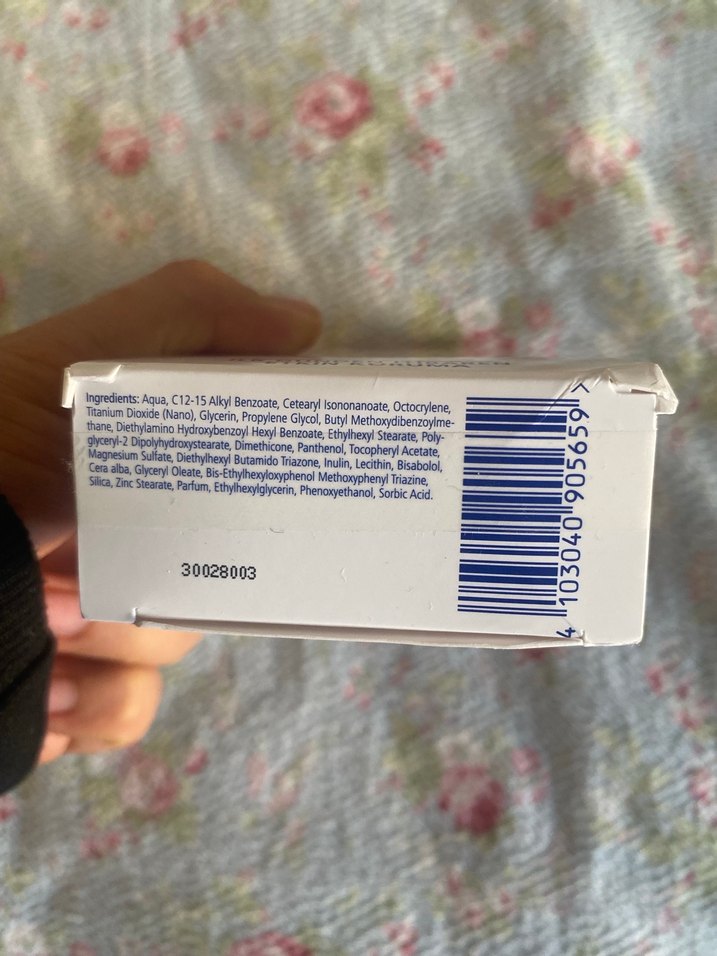 Ingredients: Aqua, C12-15 Alkyl Benzoate, Cetearyl Isononanoate, Octocrylene,
Titanium Dioxide (Nano), Glycerin, Propylene Glycol, Butyl Methoxydibenzoylme-
thane, Diethylamino Hydroxybenzoyl Hexyl Benzoate, Ethylhexyl Stearate, Poly-
glyceryl-2 Dipolyhydroxystearate, Dimethicone, Panthenol, Tocopheryl Acetate,
Magnesium Sulfate, Diethylhexyl Butamido Triazone, Inulin, Lecithin, Bisabolol,
Cera alba, Glyceryl Oleate, Bis-Ethylhexyloxyphenol Methoxyphenyl Triazine,
Silica, Zinc Stearate, Parfum, Ethylhexylglycerin, Phenoxyethanol, Sorbic Acid.
30028003
4 103040 905659 >